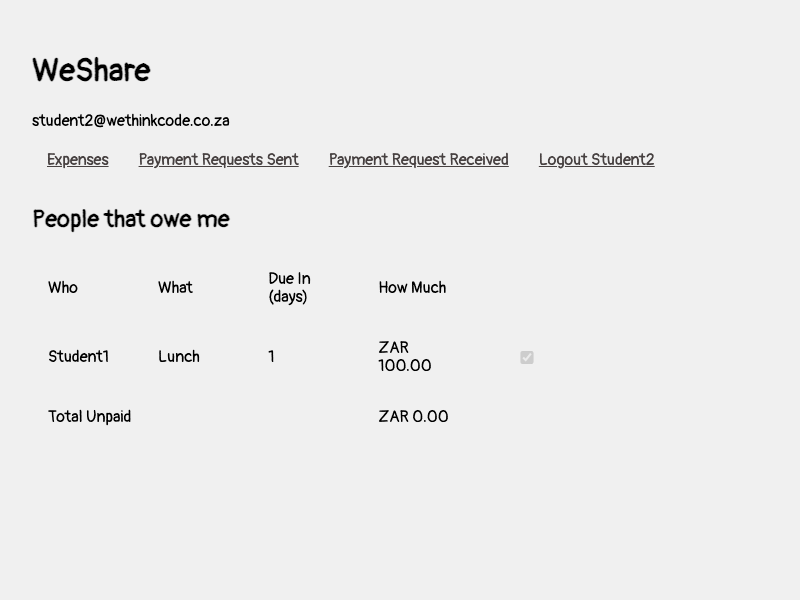 WeShare
student2@wethinkcode.co.za
Expenses Payment Requests Sent Payment Request Received Logout Student2
People that owe me
Who What Due In (days) How Much
Student1 Lunch 1 ZAR 100.00
Total Unpaid ZAR 0.00